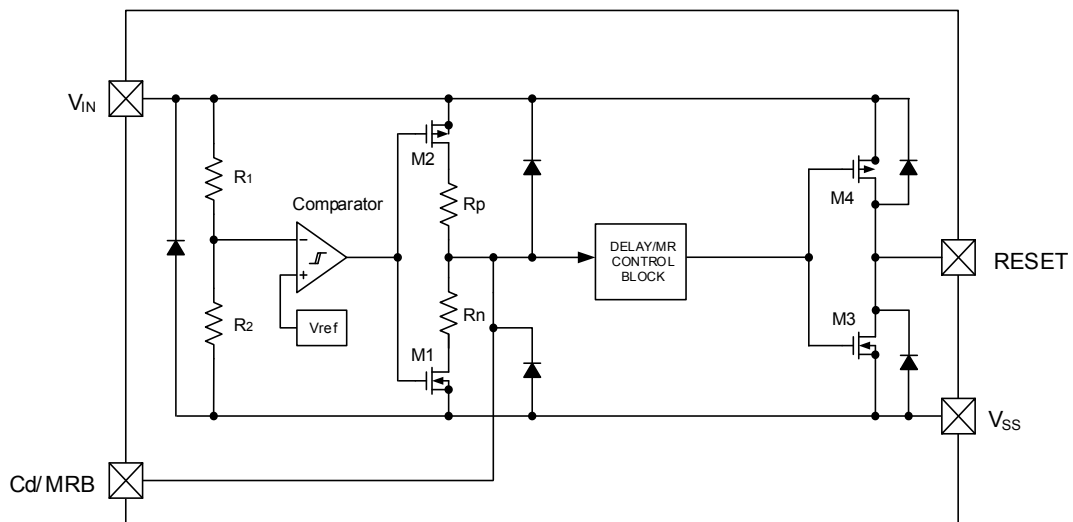 VIN
M2
R1
Comparator
Rp
M4
−
DELAY/MR
CONTROL
BLOCK
RESET
+
R2
Vref
Rn
M3
M1
VSS
Cd/MRB